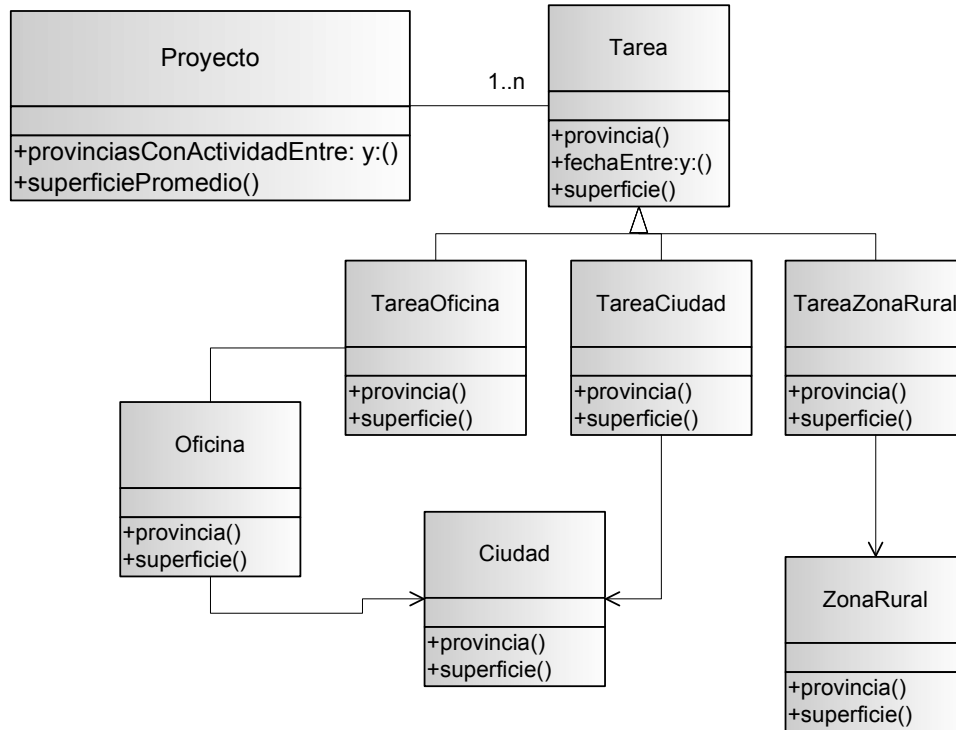 Proyecto
+provinciasConActividadEntre: y:()
+superficiePromedio()
1..n
Tarea
+provincia()
+fechaEntre:y:()
+superficie()
TareaOficina
+provincia()
+superficie()
TareaCiudad
+provincia()
+superficie()
TareaZonaRural
+provincia()
+superficie()
Oficina
+provincia()
+superficie()
Ciudad
+provincia()
+superficie()
ZonaRural
+provincia()
+superficie()